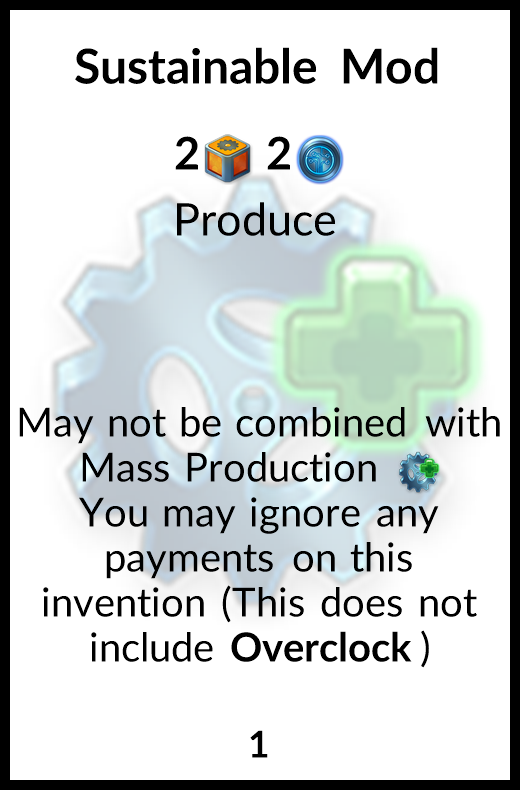 Sustainable Mod
2 2
Produce
May not be combined with
Mass Production
You may ignore any
payments on this
invention (This does not
include Overclock )
1